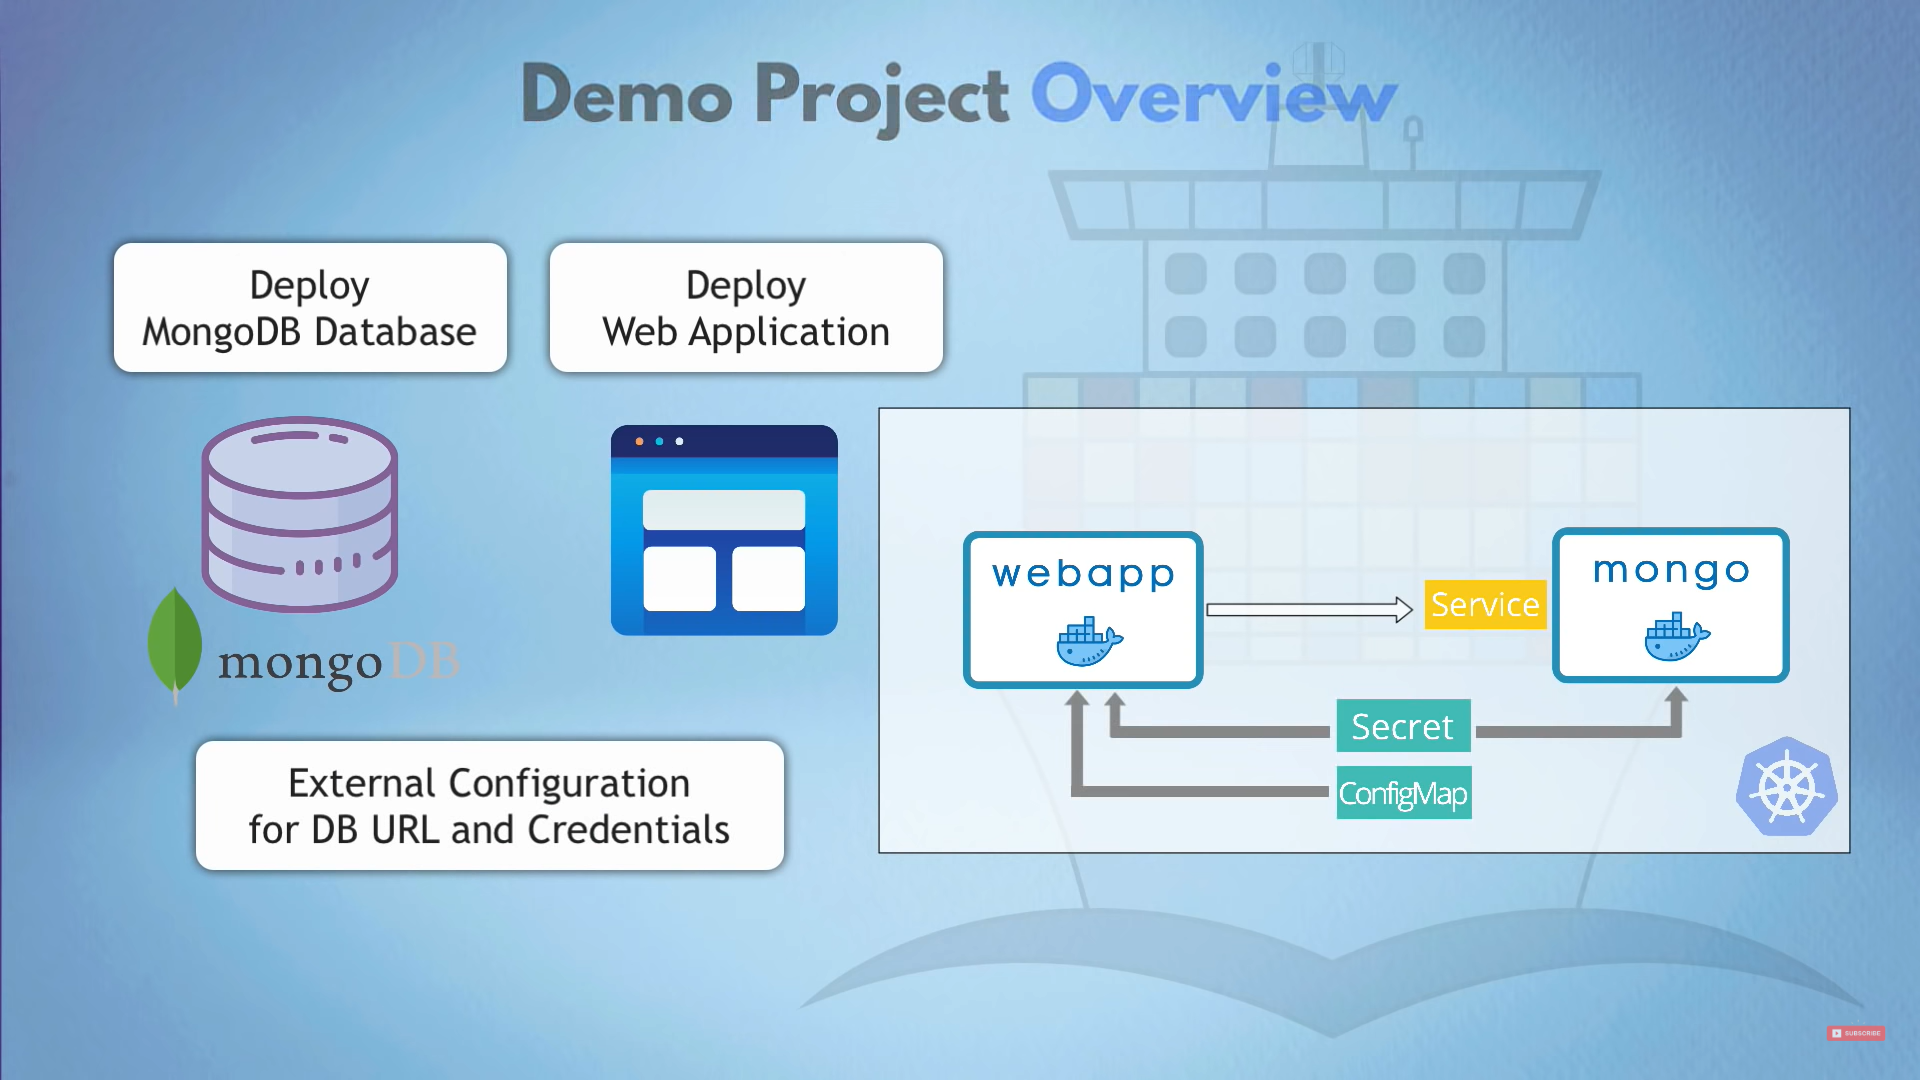 Demo Project Overview
Deploy
MongoDB Database
Deploy
Web Application
mongoDB
External Configuration
for DB URL and Credentials
webapp
Service
mongo
Secret
ConfigMap
SUBSCRIBE